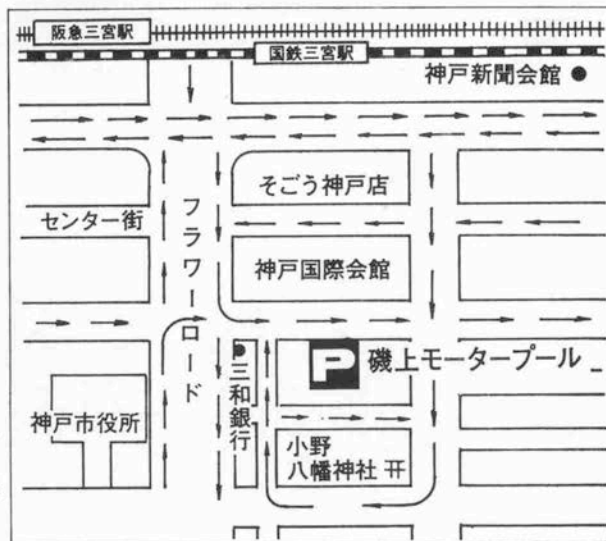 阪急三宮駅
国鉄三宮駅
神戸新聞会館
そごう神戸店
センター街
フラワーロード
神戸国際会館
P
磯上モータープール
三和銀行
神戸市役所
小野
八幡神社